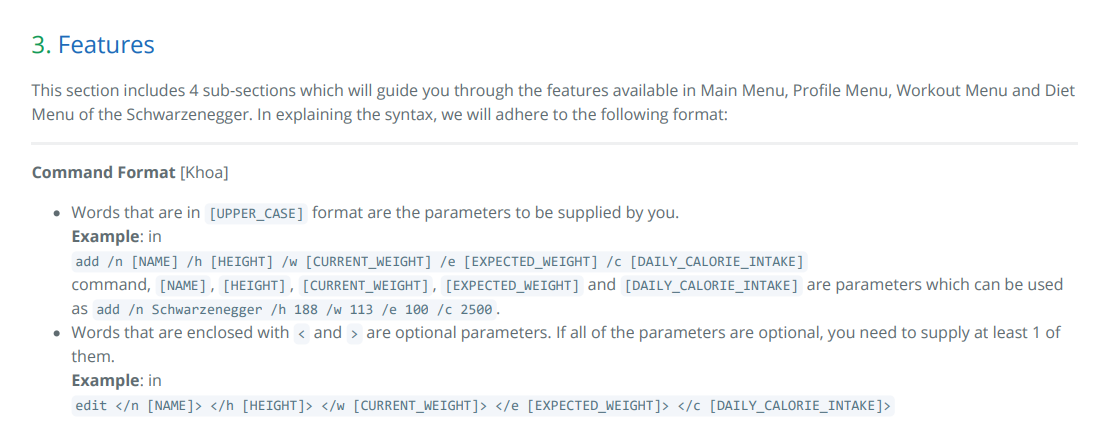 3. Features
This section includes 4 sub-sections which will guide you through the features available in Main Menu, Profile Menu, Workout Menu and Diet
Menu of the Schwarzenegger. In explaining the syntax, we will adhere to the following format:
Command Format [Khoa]
• Words that are in [UPPER_CASE] format are the parameters to be supplied by you.
Example: in
add /n [NAME] /h [HEIGHT] /w [CURRENT_WEIGHT] /e [EXPECTED_WEIGHT] /c [DAILY_CALORIE_INTAKE]
command, [NAME], [HEIGHT], [CURRENT_WEIGHT], [EXPECTED_WEIGHT] and [DAILY_CALORIE_INTAKE] are parameters which can be used
as add /n Schwarzenegger /h 188 /w 113 /e 100 /c 2500.
• Words that are enclosed with < and > are optional parameters. If all of the parameters are optional, you need to supply at least 1 of
them.
Example: in
edit </n [NAME]> </h [HEIGHT]> </w [CURRENT_WEIGHT]> </e [EXPECTED_WEIGHT]> </c [DAILY_CALORIE_INTAKE]>